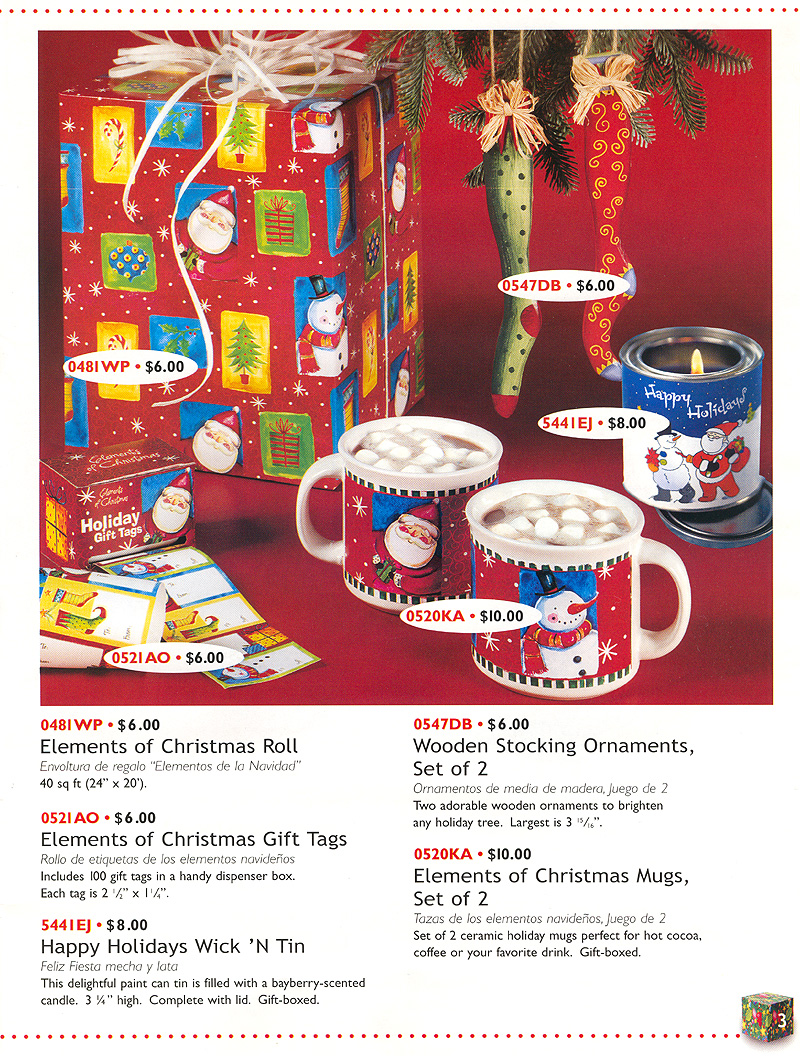 0547DB • $6.00
0481WP • $6.00
5441EJ • $8.00
Happy Holidays
Elements
of Christmas
Elements
of Christmas
Holiday
Gift Tags
0520KA • $10.00
0521AO • $6.00
0481WP • $6.00
Elements of Christmas Roll
Envoltura de regalo “Elementos de la Navidad”
40 sq ft (24” x 20’).
0521AO • $6.00
Elements of Christmas Gift Tags
Rollo de etiquetas de los elementos navideños
Includes 100 gift tags in a handy dispenser box.
Each tag is 2 ½” x 1¼”.
5441EJ • $8.00
Happy Holidays Wick ’N Tin
Feliz Fiesta mecha y lata
This delightful paint can tin is filled with a bayberry-scented
candle. 3 ¼” high. Complete with lid. Gift-boxed.
0547DB • $6.00
Wooden Stocking Ornaments,
Set of 2
Ornamentos de media de madera, Juego de 2
Two adorable wooden ornaments to brighten
any holiday tree. Largest is 3 ¹⁵/₁₆”.
0520KA • $10.00
Elements of Christmas Mugs,
Set of 2
Tazas de los elementos navideños, Juego de 2
Set of 2 ceramic holiday mugs perfect for hot cocoa,
coffee or your favorite drink. Gift-boxed.
3